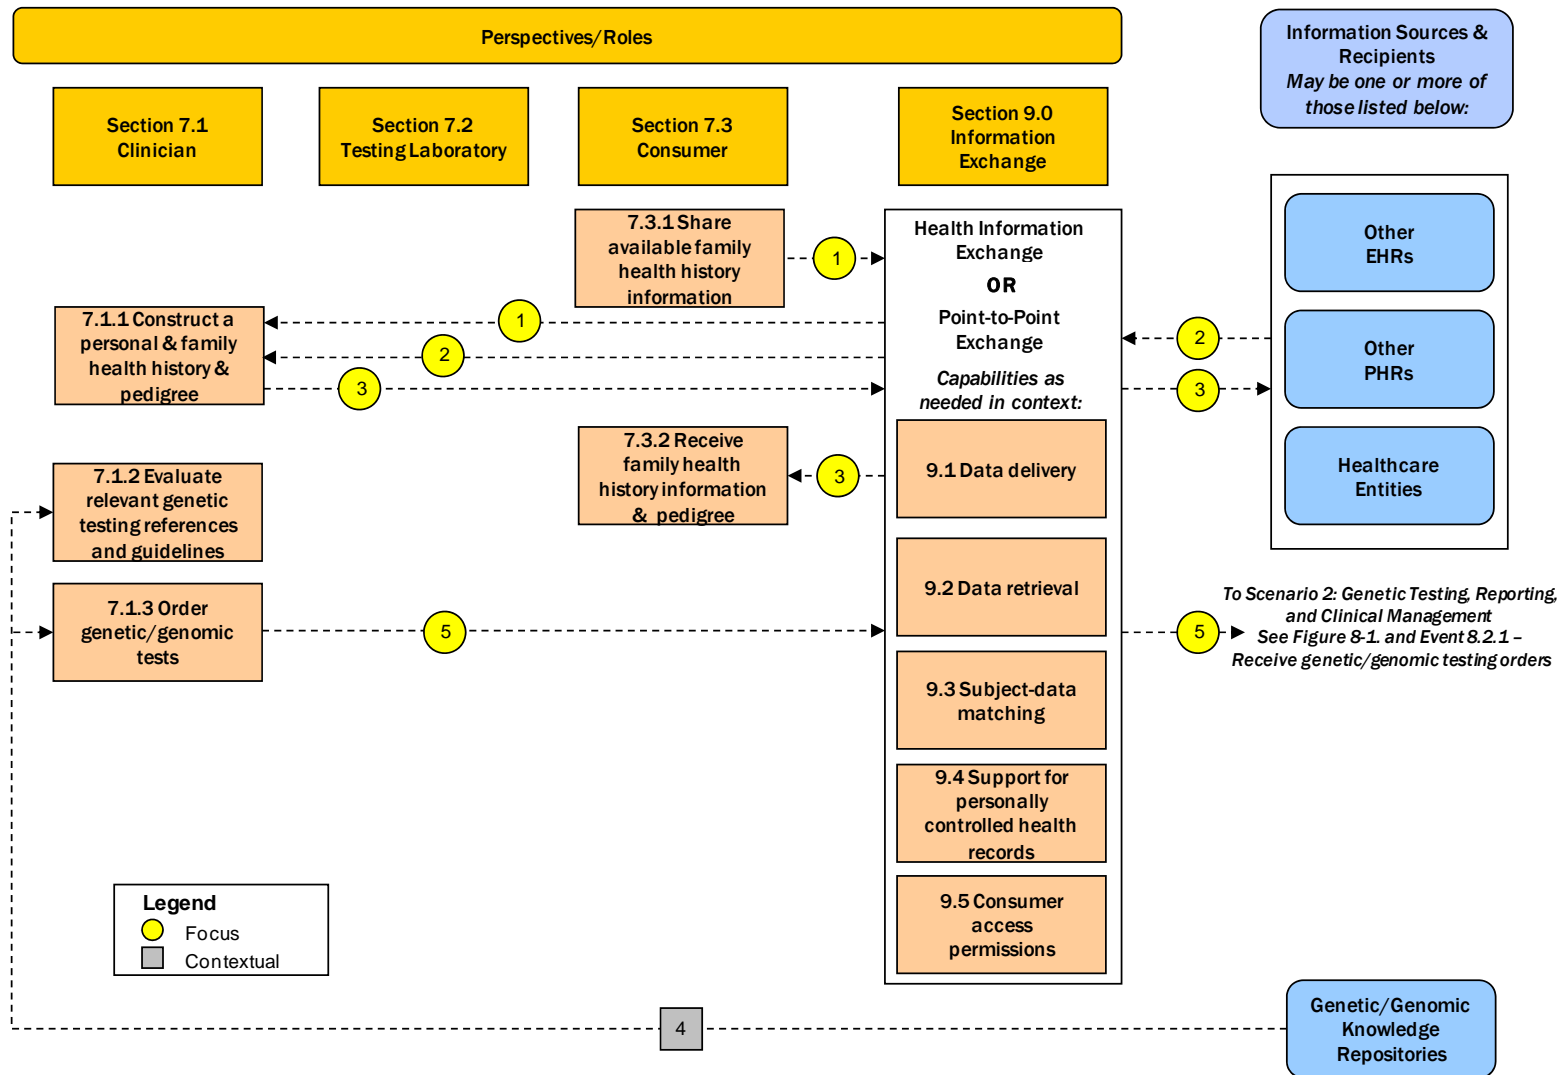 Perspectives/Roles
Information Sources &
Recipients
May be one or more of
those listed below:
Section 7.1
Clinician
Section 7.2
Testing Laboratory
Section 7.3
Consumer
Section 9.0
Information
Exchange
7.3.1 Share
available family
health history
information
1
Health Information
Exchange
OR
Point-to-Point
Exchange
Capabilities as
needed in context:
Other
EHRs
7.1.1 Construct a
personal & family
health history &
pedigree
1
2
3
2
3
Other
PHRs
7.3.2 Receive
family health
history information
& pedigree
3
9.1 Data delivery
Healthcare
Entities
7.1.2 Evaluate
relevant genetic
testing references
and guidelines
9.2 Data retrieval
7.1.3 Order
genetic/genomic
tests
5
5
To Scenario 2: Genetic Testing, Reporting,
and Clinical Management
See Figure 8-1. and Event 8.2.1 –
Receive genetic/genomic testing orders
9.3 Subject-data
matching
9.4 Support for
personally
controlled health
records
9.5 Consumer
access
permissions
Legend
Focus
Contextual
4
Genetic/Genomic
Knowledge
Repositories